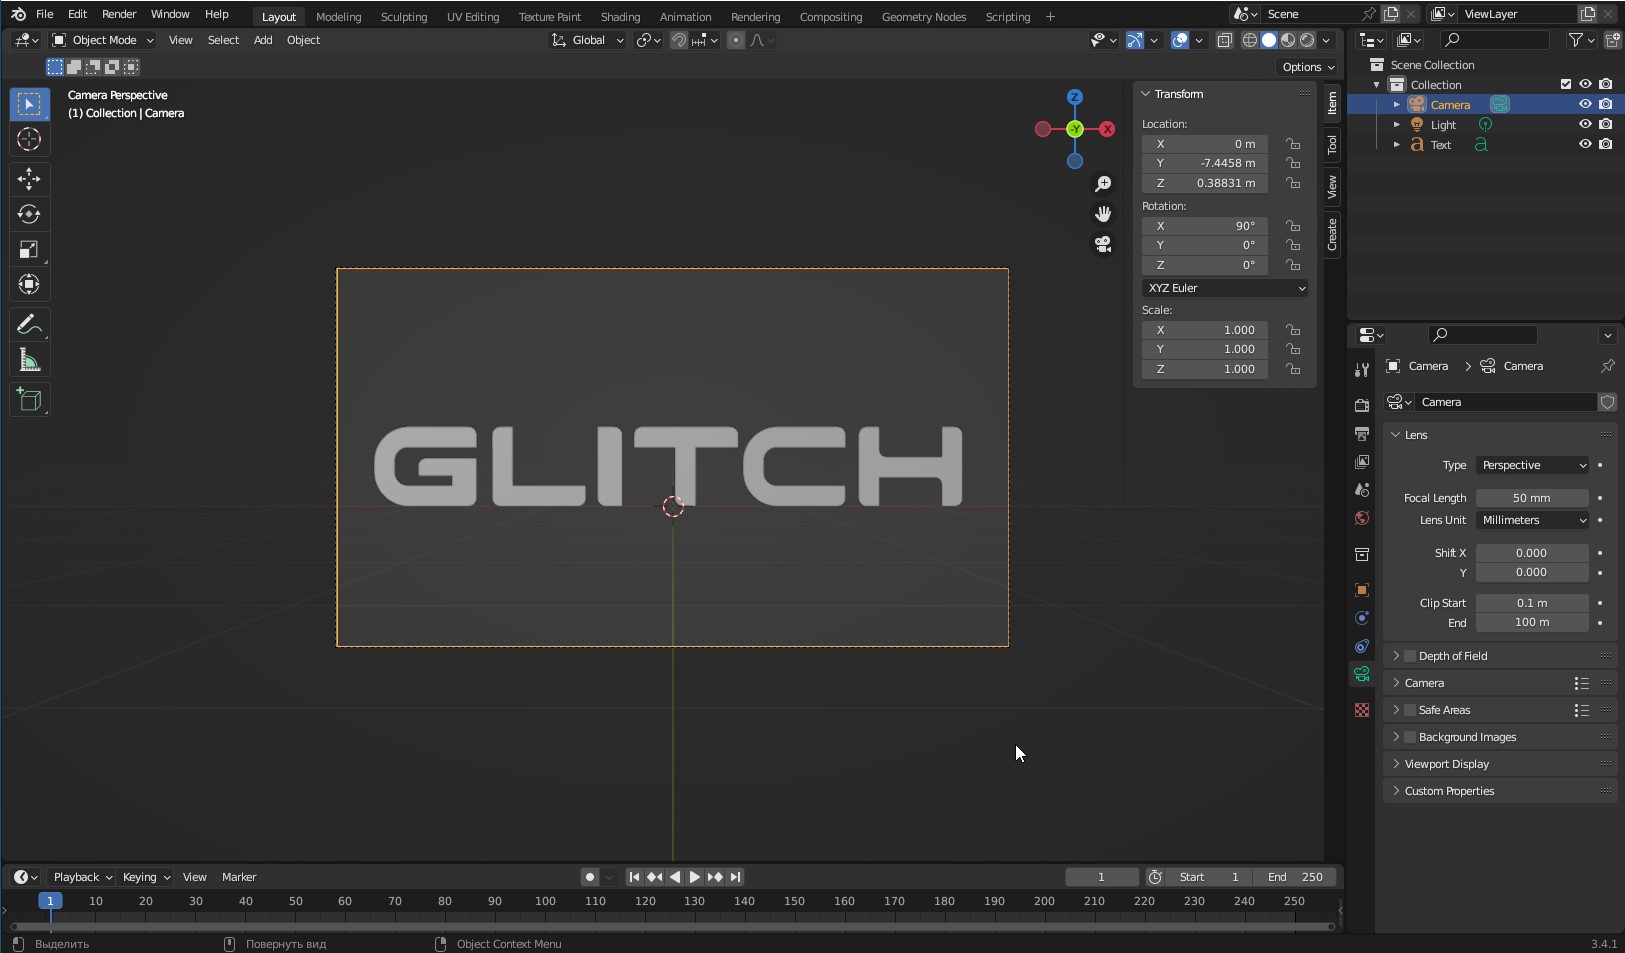 File Edit Render Window Help Layout Modeling Sculpting UV Editing Texture Paint Shading Animation Rendering Compositing Geometry Nodes Scripting + Scene ViewLayer
Object Mode View Select Add Object Global
Options
Camera Perspective
(1) Collection | Camera
Z
-Y
X
Transform
Location:
X 0 m
Y -7.4458 m
Z 0.38831 m
Rotation:
X 90°
Y 0°
Z 0°
XYZ Euler
Scale:
X 1.000
Y 1.000
Z 1.000
Item
Tool
View
Create
GLITCH
Scene Collection
Collection
Camera
Light
Text
Camera Camera
Camera
Lens
Type Perspective
Focal Length 50 mm
Lens Unit Millimeters
Shift X 0.000
Y 0.000
Clip Start 0.1 m
End 100 m
Depth of Field
Camera
Safe Areas
Background Images
Viewport Display
Custom Properties
Playback Keying View Marker 1 Start 1 End 250
1 10 20 30 40 50 60 70 80 90 100 110 120 130 140 150 160 170 180 190 200 210 220 230 240 250
Выделить Повернуть вид Object Context Menu 3.4.1